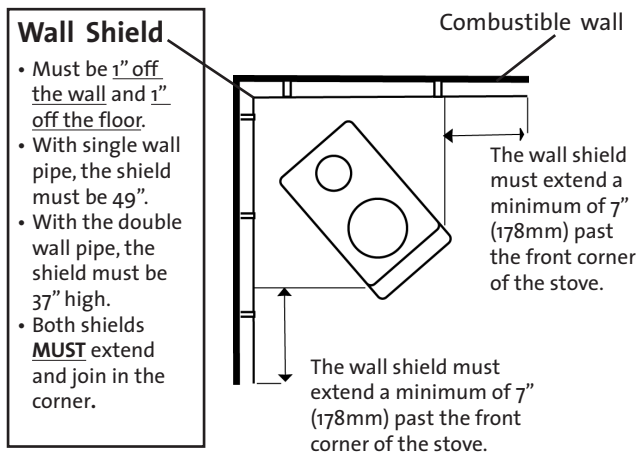 Wall Shield
• Must be 1” off
the wall and 1”
off the floor.
• With single wall
pipe, the shield
must be 49”.
• With the double
wall pipe, the
shield must be
37” high.
• Both shields
MUST extend
and join in the
corner.
Combustible wall
The wall shield
must extend a
minimum of 7”
(178mm) past
the front corner
of the stove.
The wall shield must
extend a minimum of 7”
(178mm) past the front
corner of the stove.